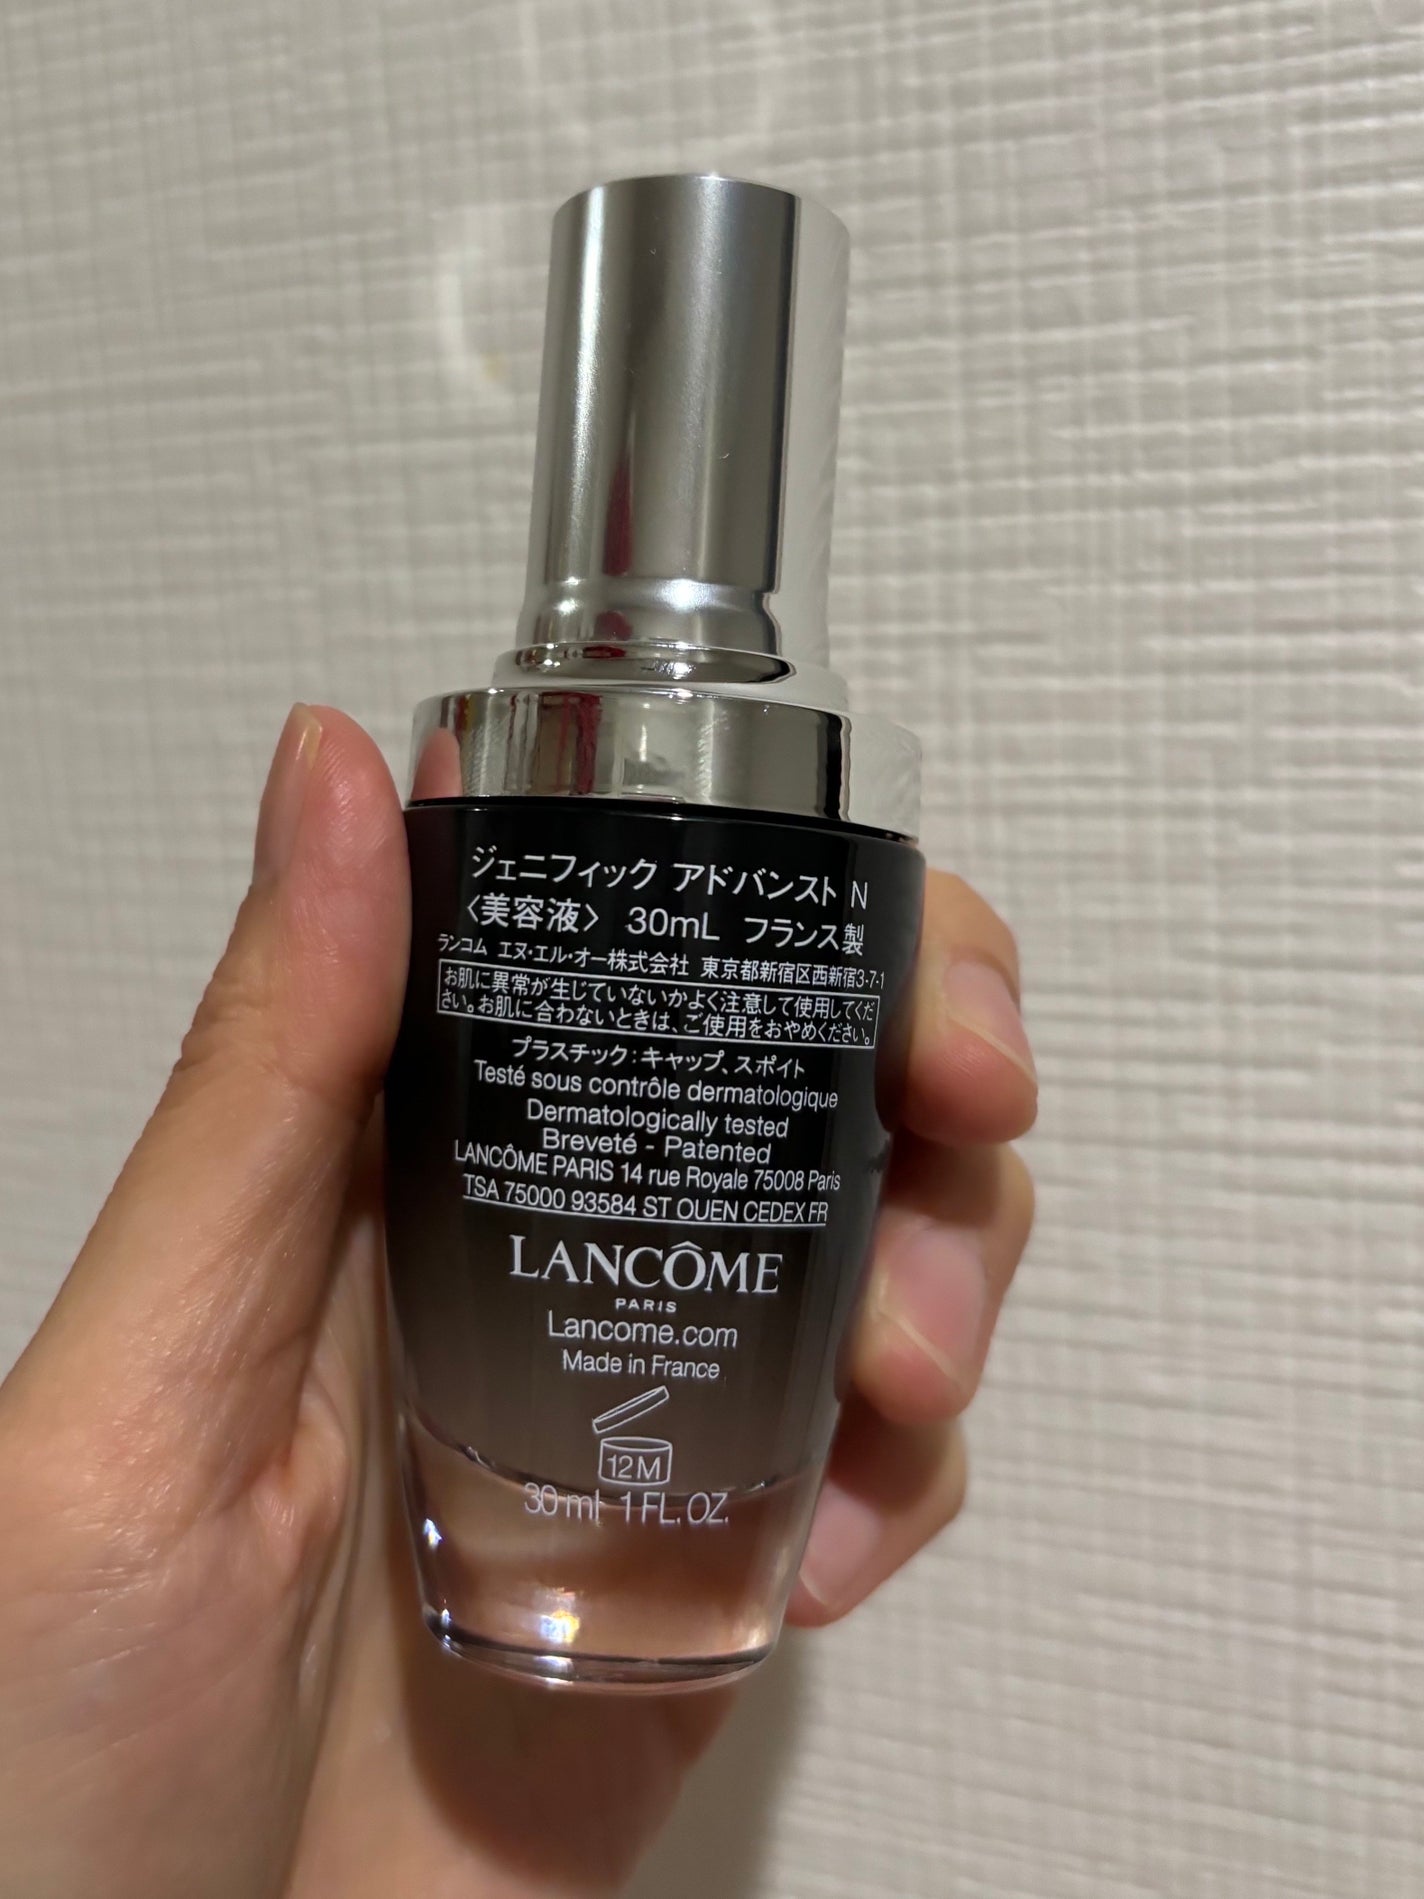 ジェニフィック アドバンスト N
〈美容液〉 30mL フランス製
ランコム エヌ・エル・オー株式会社 東京都新宿区西新宿3-7-1
お肌に異常が生じていないかよく注意して使用してくだ
さい。お肌に合わないときは、ご使用をおやめください。
プラスチック：キャップ、スポイト
Testé sous contrôle dermatologique
Dermatologically tested
Breveté - Patented
LANCÔME PARIS 14 rue Royale 75008 Paris
TSA 75000 93584 ST OUEN CEDEX FR
LANCÔME
PARIS
Lancome.com
Made in France
12M
30 ml 1 FL. OZ.